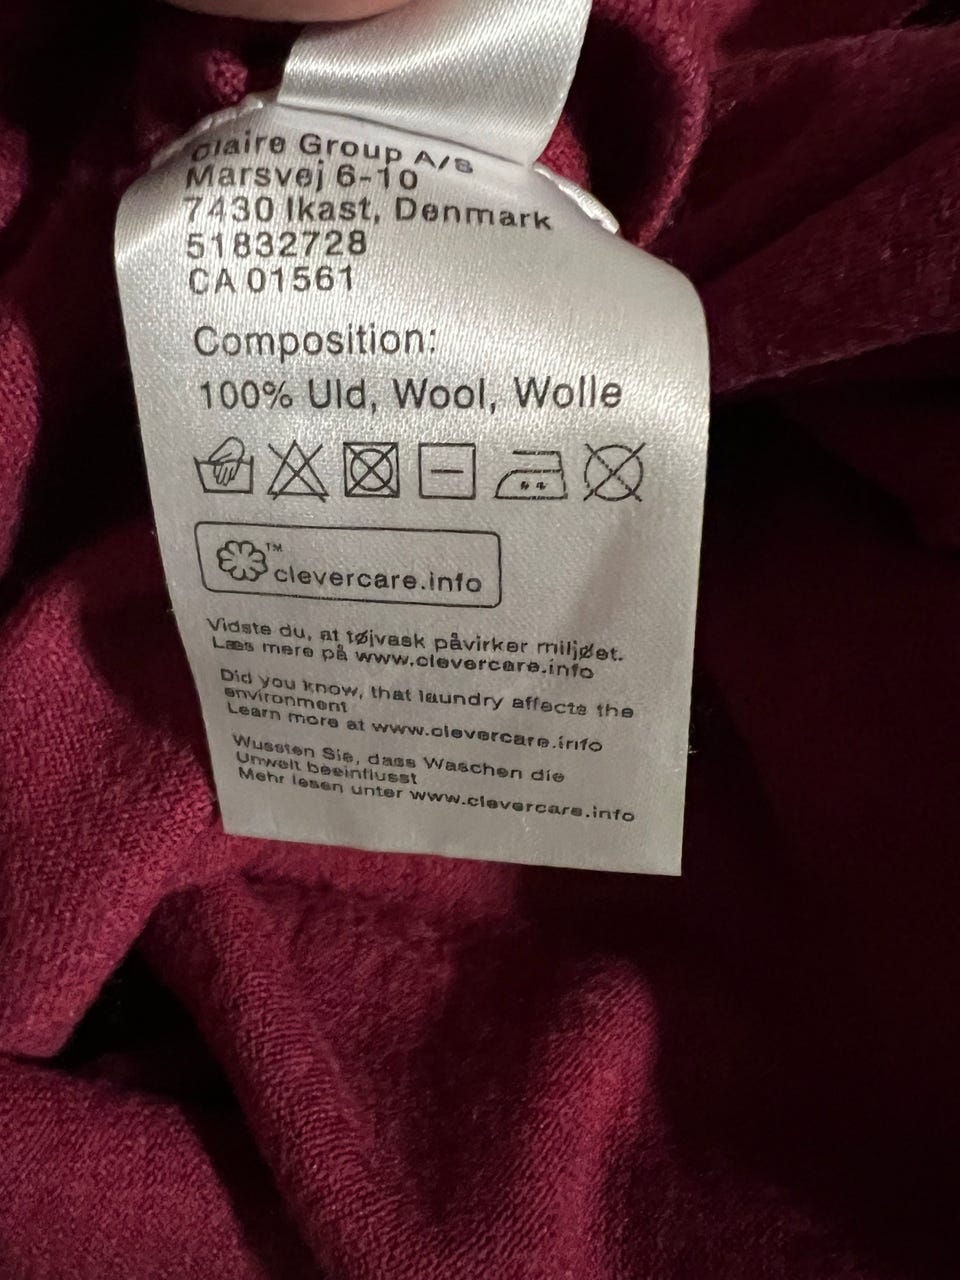 Claire Group A/S
Marsvej 6-10
7430 Ikast, Denmark
51832728
CA 01561
Composition:
100% Uld, Wool, Wolle
clevercare.info™
Vidste du, at tøjvask påvirker miljøet.
Læs mere på www.clevercare.info
Did you know, that laundry affects the
environment
Learn more at www.clevercare.info
Wussten Sie, dass Waschen die
Umwelt beeinflusst
Mehr lesen unter www.clevercare.info